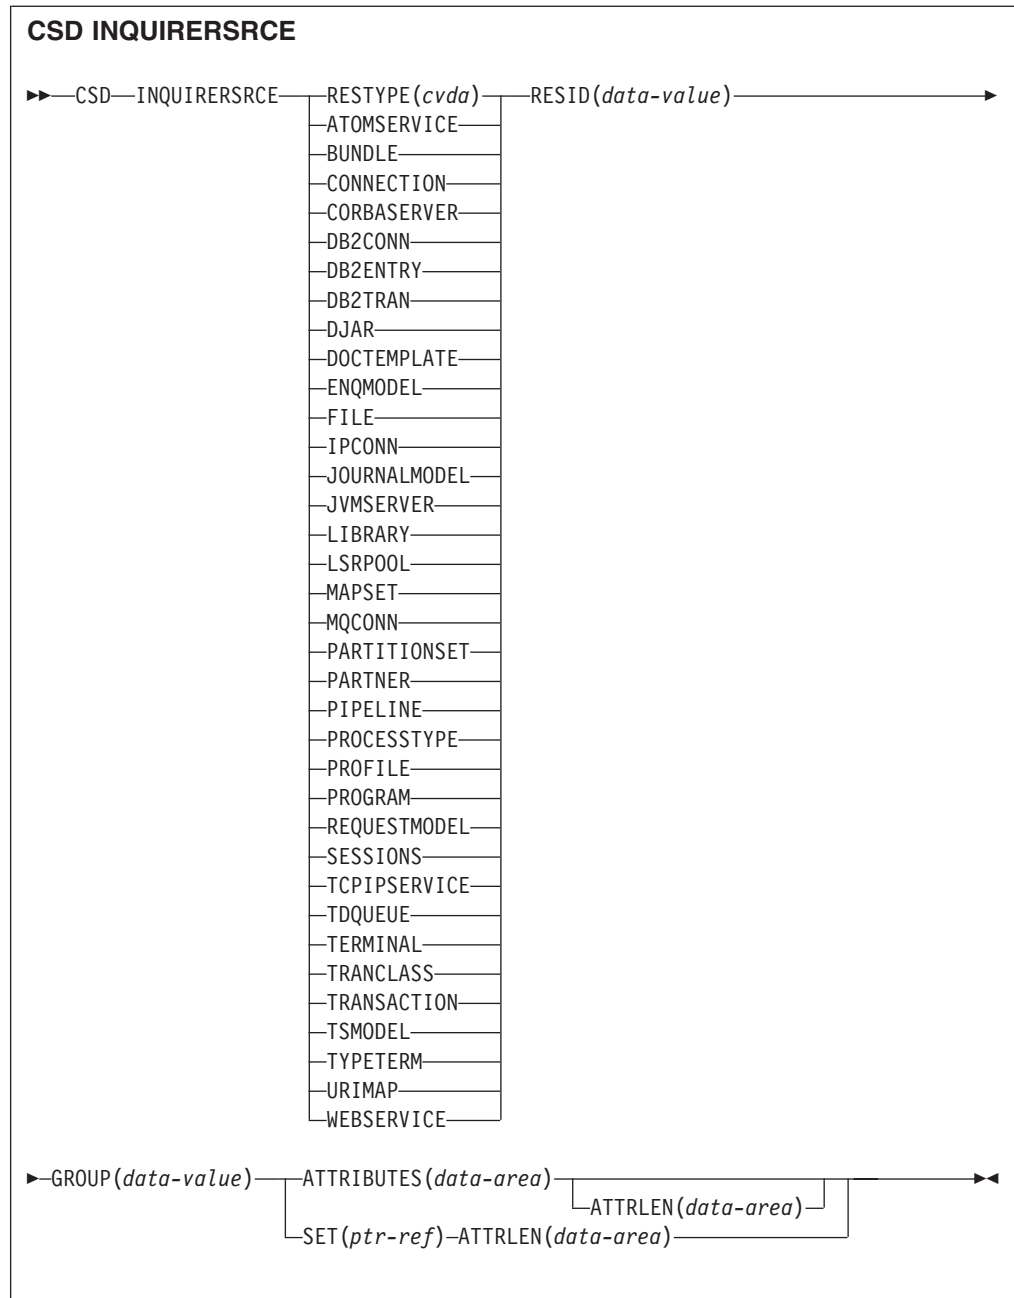 CSD INQUIRERSRCE
CSD INQUIRERSRCE RESTYPE(cvda) RESID(data-value)
ATOMSERVICE
BUNDLE
CONNECTION
CORBASERVER
DB2CONN
DB2ENTRY
DB2TRAN
DJAR
DOCTEMPLATE
ENQMODEL
FILE
IPCONN
JOURNALMODEL
JVMSERVER
LIBRARY
LSRPOOL
MAPSET
MQCONN
PARTITIONSET
PARTNER
PIPELINE
PROCESSTYPE
PROFILE
PROGRAM
REQUESTMODEL
SESSIONS
TCPIPSERVICE
TDQUEUE
TERMINAL
TRANCLASS
TRANSACTION
TSMODEL
TYPETERM
URIMAP
WEBSERVICE
GROUP(data-value) ATTRIBUTES(data-area)
ATTRLEN(data-area)
SET(ptr-ref) ATTRLEN(data-area)